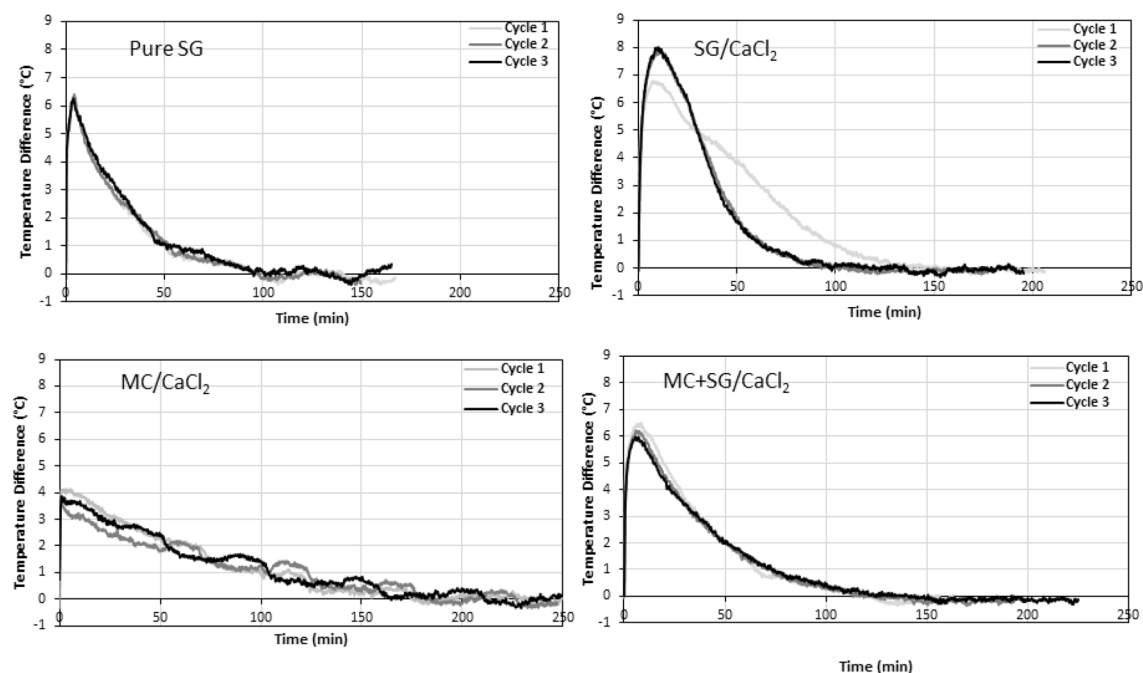 Pure SG
Cycle 1
Cycle 2
Cycle 3
Temperature Difference (°C)
9
8
7
6
5
4
3
2
1
0
-1
0 50 100 150 200 250
Time (min)
SG/CaCl₂
Cycle 1
Cycle 2
Cycle 3
Temperature Difference (°C)
9
8
7
6
5
4
3
2
1
0
-1
0 50 100 150 200 250
Time (min)
MC/CaCl₂
Cycle 1
Cycle 2
Cycle 3
Temperature Difference (°C)
9
8
7
6
5
4
3
2
1
0
-1
0 50 100 150 200 250
Time (min)
MC+SG/CaCl₂
Cycle 1
Cycle 2
Cycle 3
Temperature Difference (°C)
9
8
7
6
5
4
3
2
1
0
-1
0 50 100 150 200 250
Time (min)